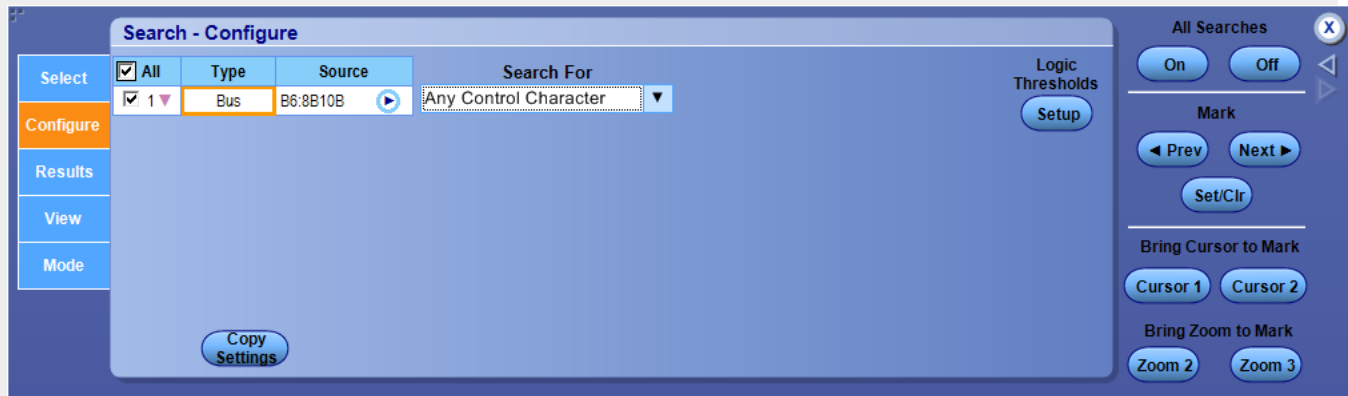 Search - Configure
Select
Configure
Results
View
Mode
All Type Source
1 Bus B6:8B10B
Search For
Any Control Character
Logic
Thresholds
Setup
Copy
Settings
All Searches
X
On Off
Mark
Prev Next
Set/Clr
Bring Cursor to Mark
Cursor 1 Cursor 2
Bring Zoom to Mark
Zoom 2 Zoom 3